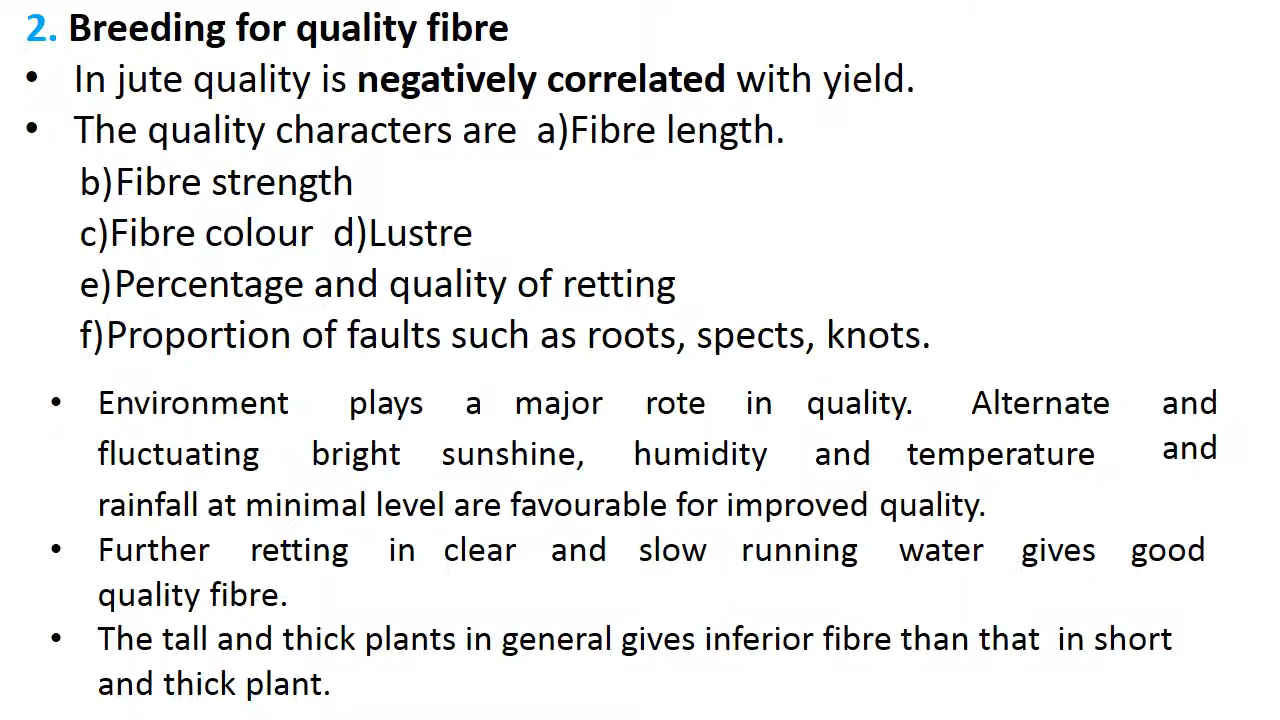 2. Breeding for quality fibre
• In jute quality is negatively correlated with yield.
• The quality characters are a)Fibre length.
b)Fibre strength
c)Fibre colour d)Lustre
e)Percentage and quality of retting
f)Proportion of faults such as roots, spects, knots.
• Environment plays a major rote in quality. Alternate and
fluctuating bright sunshine, humidity and temperature and
rainfall at minimal level are favourable for improved quality.
• Further retting in clear and slow running water gives good
quality fibre.
• The tall and thick plants in general gives inferior fibre than that in short
and thick plant.